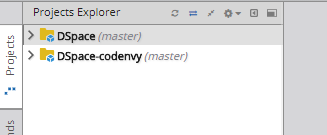 Projects Explorer
DSpace (master)
DSpace-codenvy (master)
Projects
nds